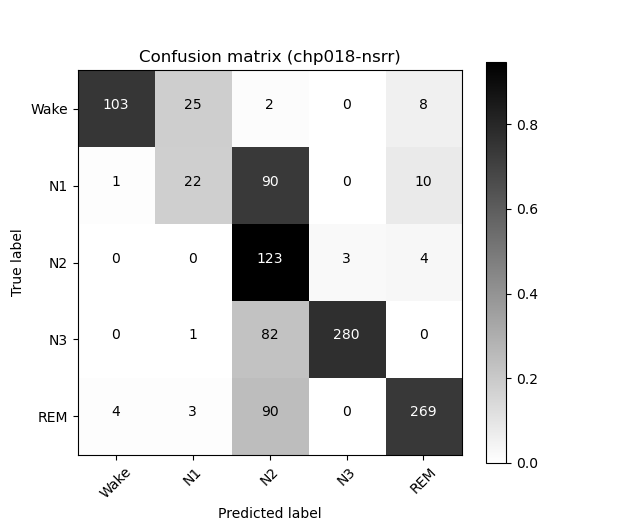 Confusion matrix (chp018-nsrr)
Wake 103 25 2 0 8
N1 1 22 90 0 10
N2 0 0 123 3 4
N3 0 1 82 280 0
REM 4 3 90 0 269
Wake N1 N2 N3 REM
True label
Predicted label
0.8
0.6
0.4
0.2
0.0